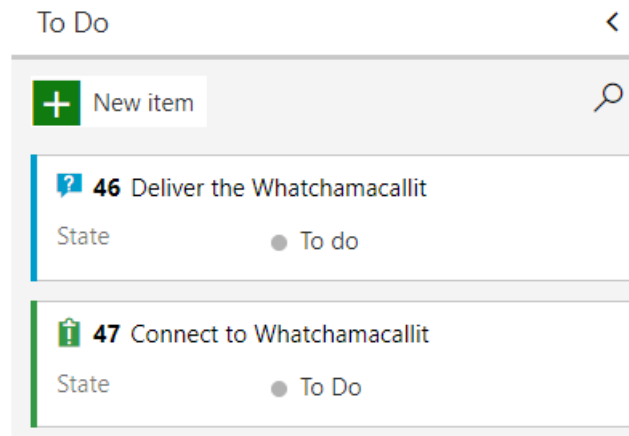 To Do
New item
46 Deliver the Whatchamacallit
State To do
47 Connect to Whatchamacallit
State To Do